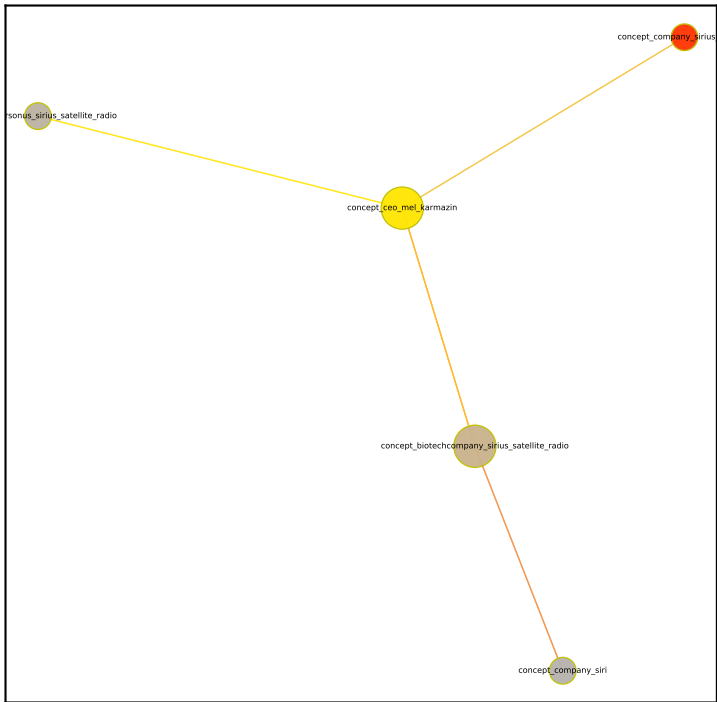 concept_company_sirius
rsonus_sirius_satellite_radio
concept_ceo_mel_karmazin
concept_biotechcompany_sirius_satellite_radio
concept_company_siri